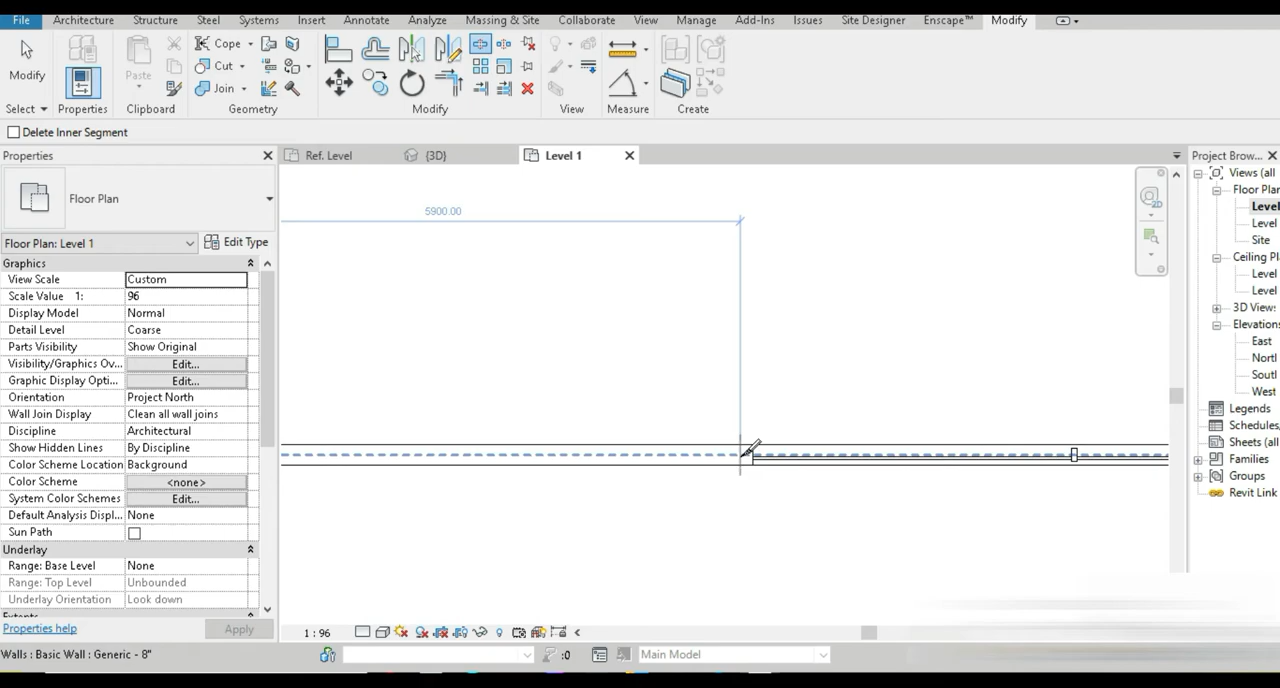 File Architecture Structure Steel Systems Insert Annotate Analyze Massing & Site Collaborate View Manage Add-Ins Issues Site Designer Enscape™ Modify
Modify Paste Cope Cut Join
Select Properties Clipboard Geometry Modify View Measure Create
Delete Inner Segment
Properties Ref. Level {3D} Level 1 Project Brow...
Floor Plan
Floor Plan: Level 1 Edit Type
Graphics
View Scale Custom
Scale Value 1: 96
Display Model Normal
Detail Level Coarse
Parts Visibility Show Original
Visibility/Graphics Ov... Edit...
Graphic Display Opti... Edit...
Orientation Project North
Wall Join Display Clean all wall joins
Discipline Architectural
Show Hidden Lines By Discipline
Color Scheme Location Background
Color Scheme <none>
System Color Schemes Edit...
Default Analysis Displ... None
Sun Path
Underlay
Range: Base Level None
Range: Top Level Unbounded
Underlay Orientation Look down
Extents
Properties help Apply
5900.00
2D
Views (all
Floor Plan
Level
Level
Site
Ceiling Pl
Level
Level
3D View:
Elevations
East
Nortl
Soutl
West
Legends
Schedules,
Sheets (al
Families
Groups
Revit Link
1 : 96
Walls : Basic Wall : Generic - 8" :0 Main Model